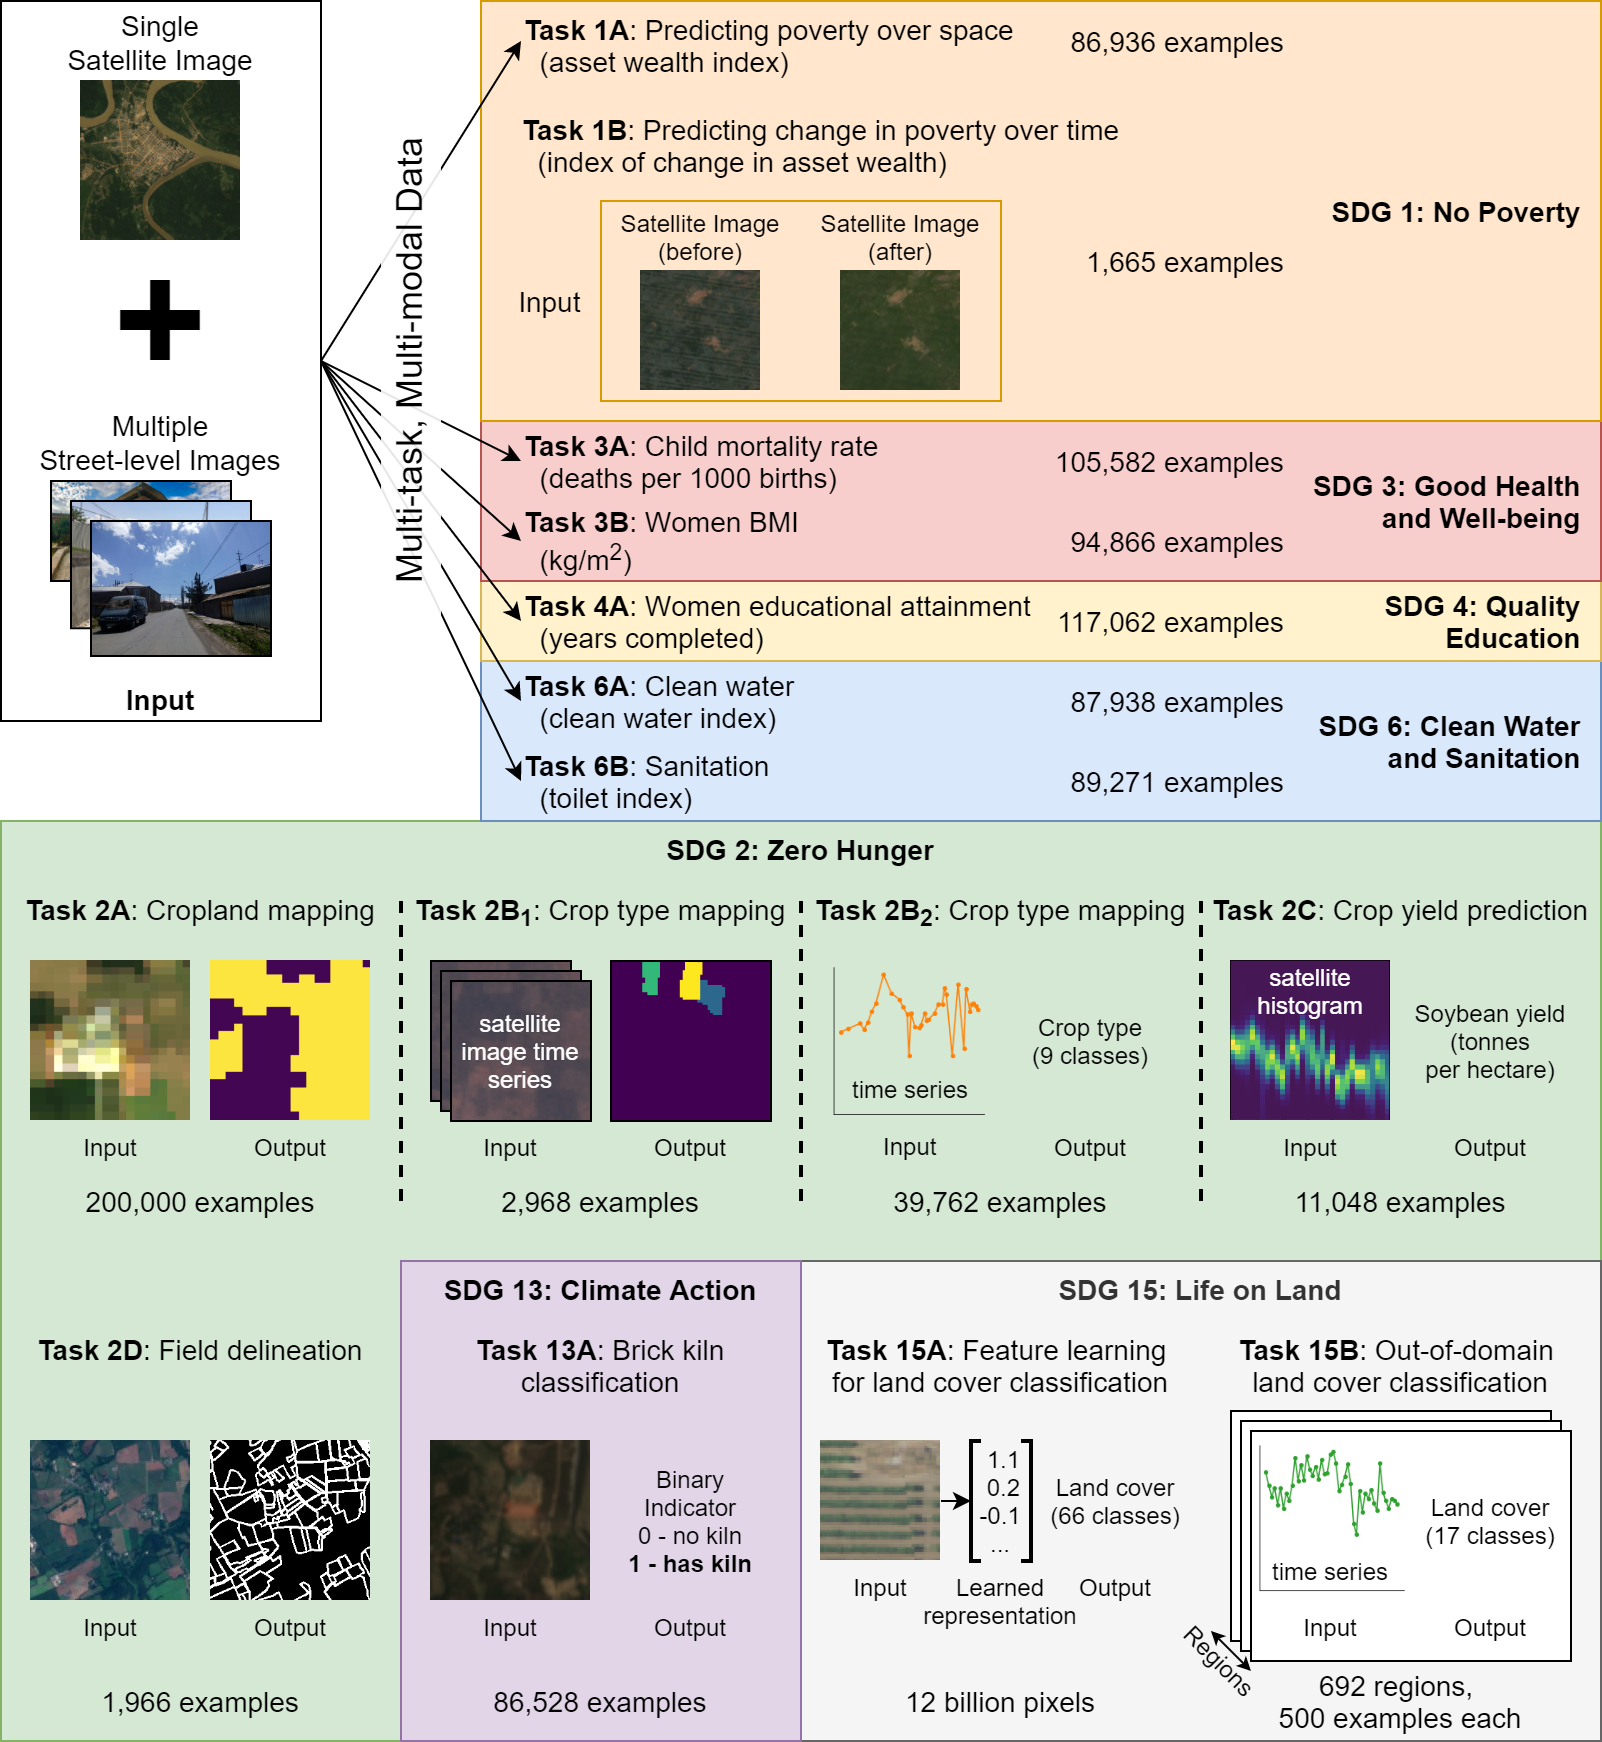 Single
Satellite Image
Multiple
Street-level Images
Input
Multi-task, Multi-modal Data
Task 1A: Predicting poverty over space
(asset wealth index)
86,936 examples
Task 1B: Predicting change in poverty over time
(index of change in asset wealth)
Satellite Image
(before)
Satellite Image
(after)
Input
1,665 examples
SDG 1: No Poverty
Task 3A: Child mortality rate
(deaths per 1000 births)
105,582 examples
Task 3B: Women BMI
(kg/m²)
94,866 examples
SDG 3: Good Health
and Well-being
Task 4A: Women educational attainment
(years completed)
117,062 examples
SDG 4: Quality
Education
Task 6A: Clean water
(clean water index)
87,938 examples
Task 6B: Sanitation
(toilet index)
89,271 examples
SDG 6: Clean Water
and Sanitation
SDG 2: Zero Hunger
Task 2A: Cropland mapping
Input
Output
200,000 examples
Task 2B₁: Crop type mapping
satellite
image time
series
Input
Output
2,968 examples
Task 2B₂: Crop type mapping
time series
Crop type
(9 classes)
Input
Output
39,762 examples
Task 2C: Crop yield prediction
satellite
histogram
Soybean yield
(tonnes
per hectare)
Input
Output
11,048 examples
Task 2D: Field delineation
Input
Output
1,966 examples
SDG 13: Climate Action
Task 13A: Brick kiln
classification
Binary
Indicator
0 - no kiln
1 - has kiln
Input
Output
86,528 examples
SDG 15: Life on Land
Task 15A: Feature learning
for land cover classification
1.1
0.2
-0.1
...
Land cover
(66 classes)
Input
Learned
representation
Output
12 billion pixels
Task 15B: Out-of-domain
land cover classification
time series
Land cover
(17 classes)
Input
Output
Regions
692 regions,
500 examples each